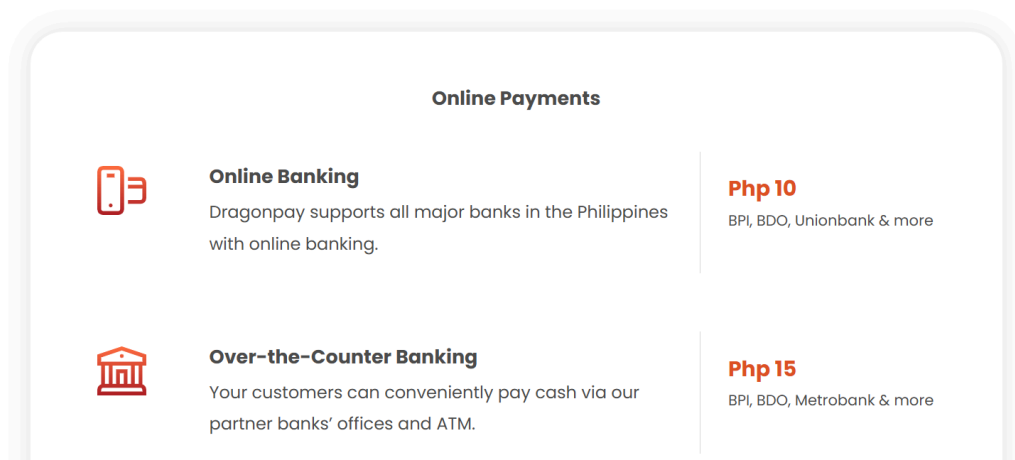 Online Payments
Online Banking
Dragonpay supports all major banks in the Philippines
with online banking.
Php 10
BPI, BDO, Unionbank & more
Over-the-Counter Banking
Your customers can conveniently pay cash via our
partner banks’ offices and ATM.
Php 15
BPI, BDO, Metrobank & more